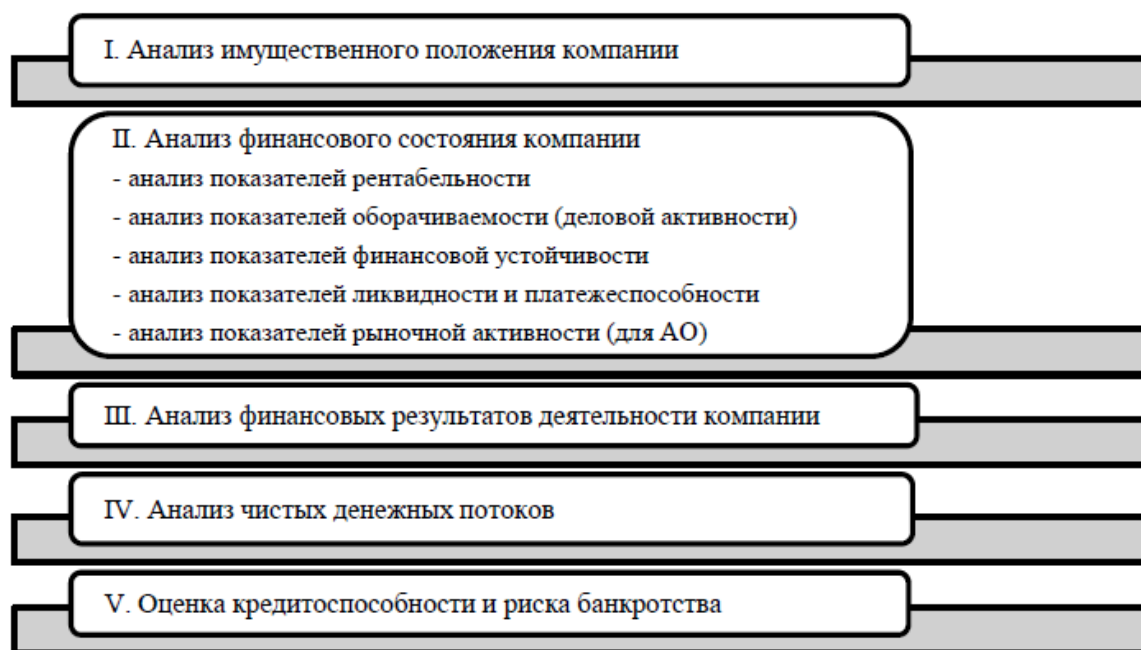 I. Анализ имущественного положения компании
II. Анализ финансового состояния компании
- анализ показателей рентабельности
- анализ показателей оборачиваемости (деловой активности)
- анализ показателей финансовой устойчивости
- анализ показателей ликвидности и платежеспособности
- анализ показателей рыночной активности (для АО)
III. Анализ финансовых результатов деятельности компании
IV. Анализ чистых денежных потоков
V. Оценка кредитоспособности и риска банкротства